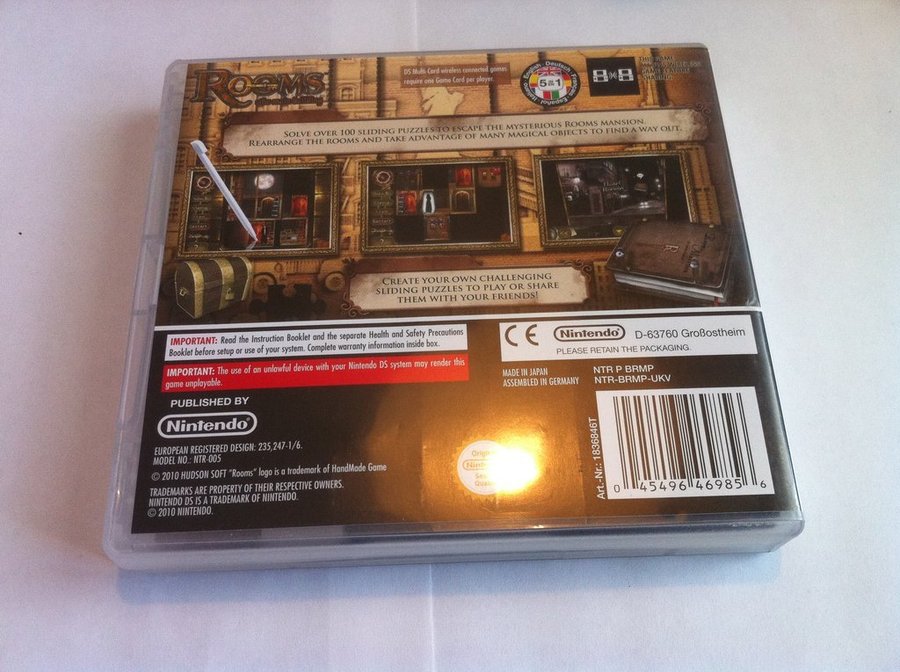 ROOMS
DS Multi-Card wireless connected games
require one Game Card per player.
English · Deutsch · Français · Español · Italiano
5 in 1
SOLVE OVER 100 SLIDING PUZZLES TO ESCAPE THE MYSTERIOUS ROOMS MANSION.
REARRANGE THE ROOMS AND TAKE ADVANTAGE OF MANY MAGICAL OBJECTS TO FIND A WAY OUT.
CREATE YOUR OWN CHALLENGING
SLIDING PUZZLES TO PLAY OR SHARE
THEM WITH YOUR FRIENDS!
IMPORTANT: Read the Instruction Booklet and the separate Health and Safety Precautions
Booklet before setup or use of your system. Complete warranty information inside box.
IMPORTANT: The use of an unlawful device with your Nintendo DS system may render this
game unplayable.
PUBLISHED BY
Nintendo®
EUROPEAN REGISTERED DESIGN: 235,247-1/6.
MODEL NO.: NTR-005
© 2010 HUDSON SOFT "Rooms" logo is a trademark of HandMade Game
TRADEMARKS ARE PROPERTY OF THEIR RESPECTIVE OWNERS.
NINTENDO DS IS A TRADEMARK OF NINTENDO.
© 2010 NINTENDO.
CE Nintendo® D-63760 Großostheim
PLEASE RETAIN THE PACKAGING.
MADE IN JAPAN
ASSEMBLED IN GERMANY
NTR P BRMP
NTR-BRMP-UKV
Art.-Nr.: 1836846T
0 45496 46985 6